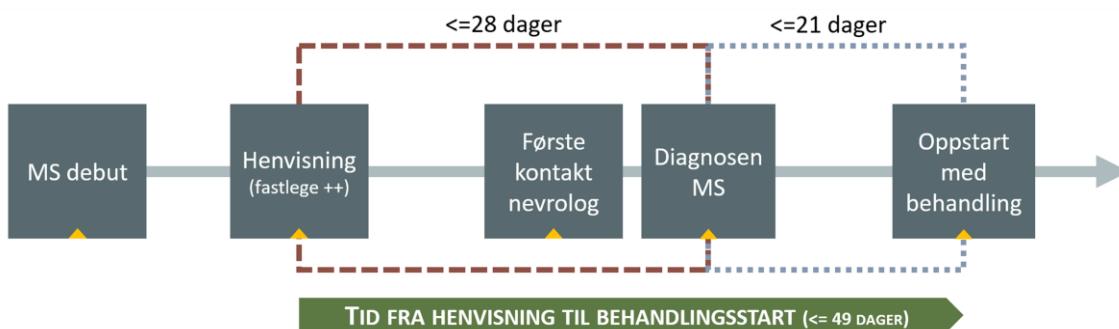 <=28 dager
<=21 dager
MS debut
Henvisning
(fastlege ++)
Første
kontakt
nevrolog
Diagnosen
MS
Oppstart
med
behandling
TID FRA HENVISNING TIL BEHANDLINGSSTART (<= 49 DAGER)